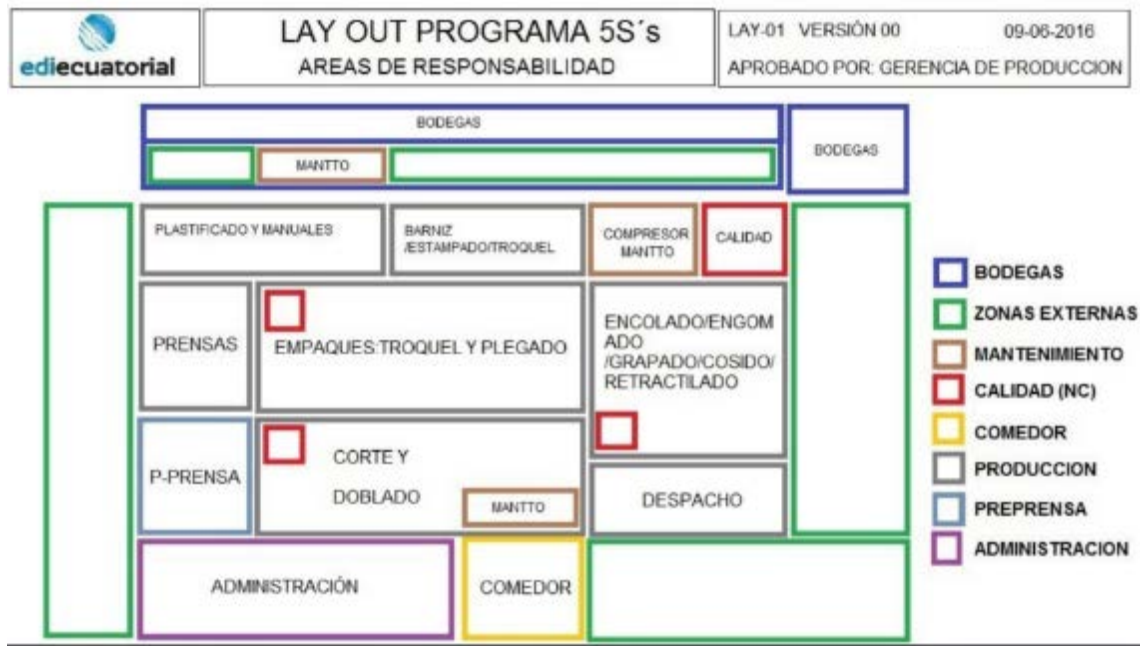 ediecuatorial
LAY OUT PROGRAMA 5S´s
AREAS DE RESPONSABILIDAD
LAY-01 VERSIÓN 00 09-06-2016
APROBADO POR: GERENCIA DE PRODUCCION
BODEGAS
MANTTO
BODEGAS
PLASTIFICADO Y MANUALES
BARNIZ
/ESTAMPADO/TROQUEL
COMPRESOR
MANTTO
CALIDAD
PRENSAS
EMPAQUES:TROQUEL Y PLEGADO
ENCOLADO/ENGOM
ADO
/GRAPADO/COSIDO/
RETRACTILADO
P-PRENSA
CORTE Y
DOBLADO
MANTTO
DESPACHO
ADMINISTRACIÓN
COMEDOR
BODEGAS
ZONAS EXTERNAS
MANTENIMIENTO
CALIDAD (NC)
COMEDOR
PRODUCCION
PREPRENSA
ADMINISTRACION